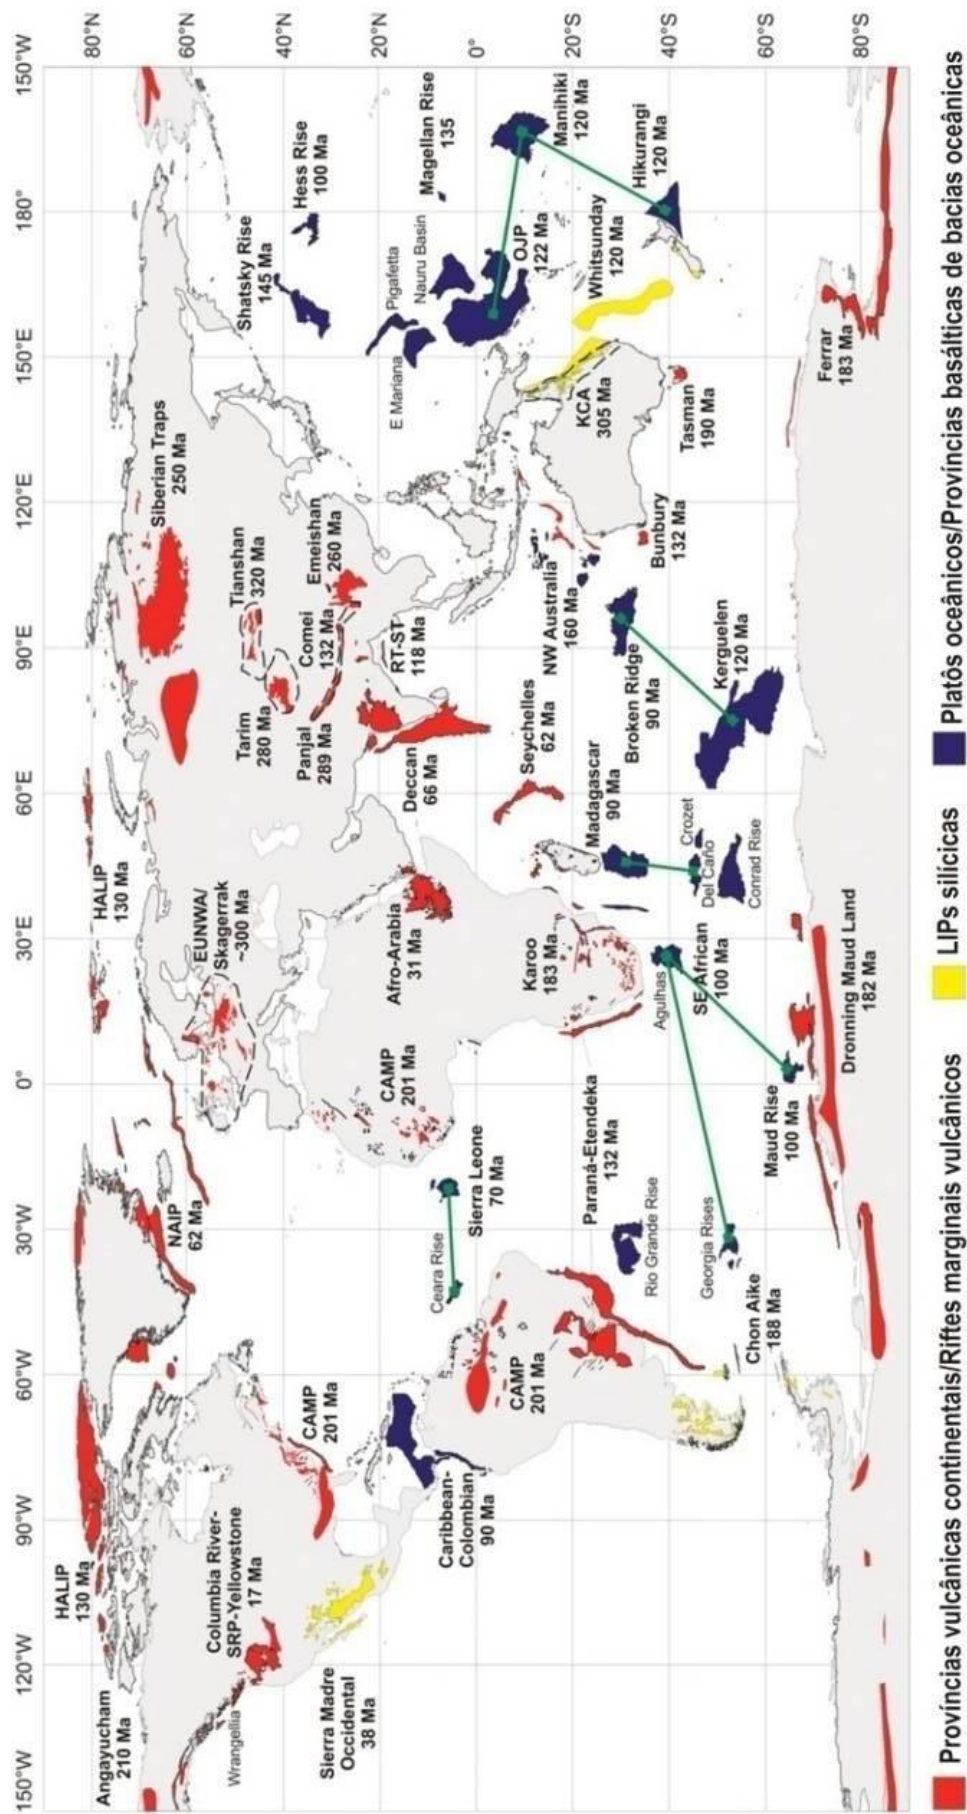 150°W
120°W
90°W
60°W
30°W
0°
30°E
60°E
90°E
120°E
150°E
180°
150°W
80°N
60°N
40°N
20°N
0°
20°S
40°S
60°S
80°S
Angayucham
210 Ma
HALIP
130 Ma
Wrangellia
Columbia River-
SRP-Yellowstone
17 Ma
Sierra Madre
Occidental
38 Ma
CAMP
201 Ma
Caribbean-
Colombian
90 Ma
CAMP
201 Ma
NAIP
62 Ma
Ceara Rise
Sierra Leone
70 Ma
Paraná-Etendeka
132 Ma
Rio Grande Rise
Georgia Rises
Chon Aike
188 Ma
HALIP
130 Ma
EUNWA/
Skagerrak
~300 Ma
CAMP
201 Ma
Afro-Arabia
31 Ma
Karoo
183 Ma
Agulhas
SE African
100 Ma
Maud Rise
100 Ma
Dronning Maud Land
182 Ma
Siberian Traps
250 Ma
Tianshan
320 Ma
Tarim
280 Ma
Emeishan
260 Ma
Comei
132 Ma
Panjal
289 Ma
RT-ST
118 Ma
Deccan
66 Ma
Seychelles
62 Ma
Madagascar
90 Ma
Crozet
Del Caño
Conrad Rise
NW Australia
160 Ma
Broken Ridge
90 Ma
Kerguelen
120 Ma
Bunbury
132 Ma
Shatsky Rise
145 Ma
Hess Rise
100 Ma
Pigafetta
E Mariana
Nauru Basin
Magellan Rise
135
OJP
122 Ma
Manihiki
120 Ma
Whitsunday
120 Ma
Hikurangi
120 Ma
KCA
305 Ma
Tasman
190 Ma
Ferrar
183 Ma
Províncias vulcânicas continentais/Riftes marginais vulcânicos
LIPs silícicas
Platôs oceânicos/Províncias basálticas de bacias oceânicas